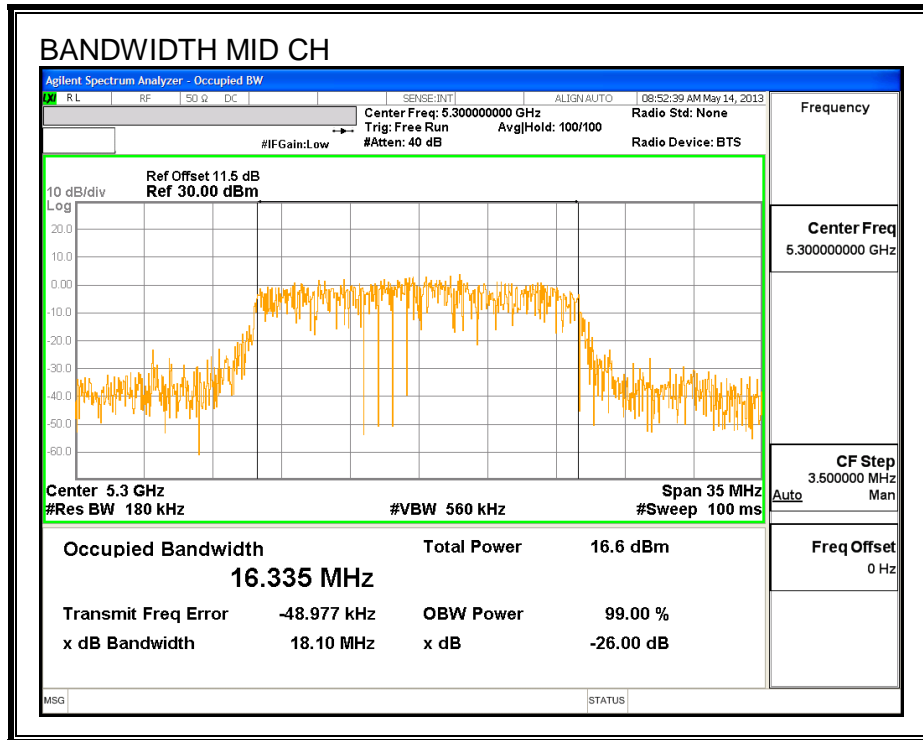 BANDWIDTH MID CH
Agilent Spectrum Analyzer - Occupied BW
LXI RL RF 50 Ω DC SENSE:INT ALIGN AUTO 08:52:39 AM May 14, 2013
Center Freq: 5.300000000 GHz Radio Std: None
Trig: Free Run Avg|Hold: 100/100
#IFGain:Low #Atten: 40 dB Radio Device: BTS
Frequency
Ref Offset 11.5 dB
10 dB/div Ref 30.00 dBm
Log
20.0
10.0
0.00
-10.0
-20.0
-30.0
-40.0
-50.0
-60.0
Center 5.3 GHz Span 35 MHz
#Res BW 180 kHz #VBW 560 kHz #Sweep 100 ms
Center Freq
5.300000000 GHz
CF Step
3.500000 MHz
Auto Man
Freq Offset
0 Hz
Occupied Bandwidth Total Power 16.6 dBm
16.335 MHz
Transmit Freq Error -48.977 kHz OBW Power 99.00 %
x dB Bandwidth 18.10 MHz x dB -26.00 dB
MSG STATUS